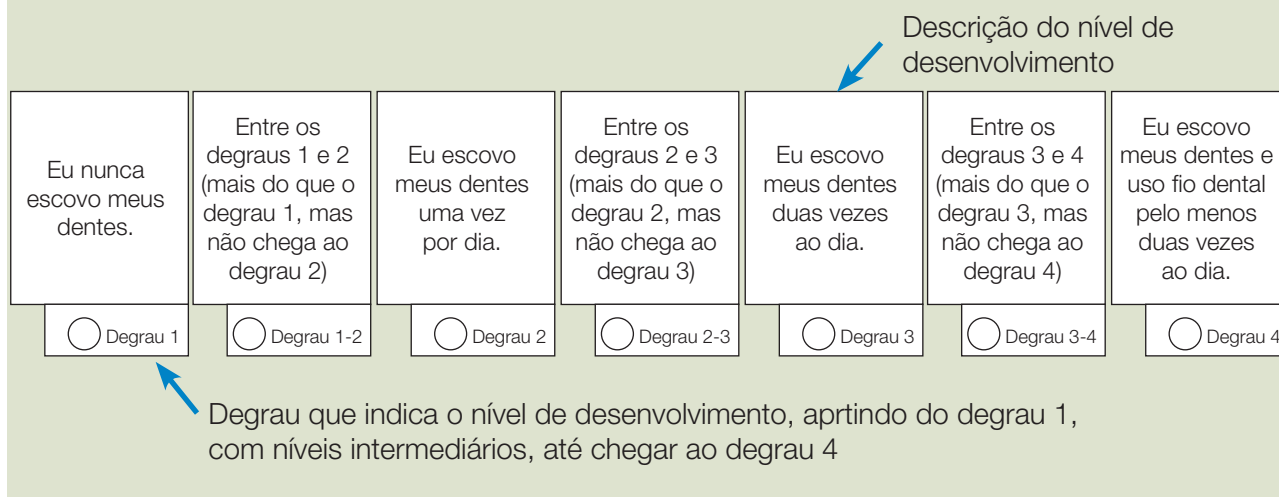 Descrição do nível de
desenvolvimento
Eu nunca
escovo meus
dentes.
Entre os
degraus 1 e 2
(mais do que o
degrau 1, mas
não chega ao
degrau 2)
Eu escovo
meus dentes
uma vez
por dia.
Entre os
degraus 2 e 3
(mais do que o
degrau 2, mas
não chega ao
degrau 3)
Eu escovo
meus dentes
duas vezes
ao dia.
Entre os
degraus 3 e 4
(mais do que o
degrau 3, mas
não chega ao
degrau 4)
Eu escovo
meus dentes e
uso fio dental
pelo menos
duas vezes
ao dia.
Degrau 1
Degrau 1-2
Degrau 2
Degrau 2-3
Degrau 3
Degrau 3-4
Degrau 4
Degrau que indica o nível de desenvolvimento, aprtindo do degrau 1,
com níveis intermediários, até chegar ao degrau 4